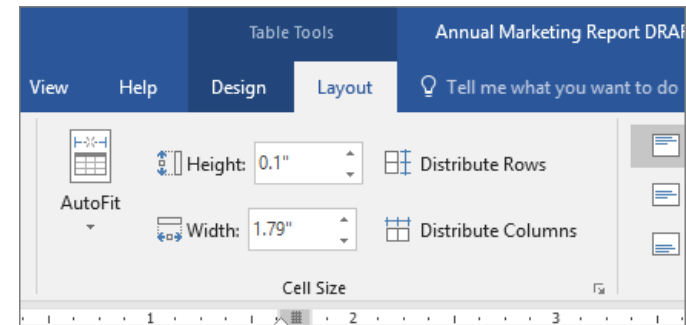 Table Tools
Annual Marketing Report DRAF
View Help Design Layout Tell me what you want to do
AutoFit
Height: 0.1"
Distribute Rows
Width: 1.79"
Distribute Columns
Cell Size
1 2 3